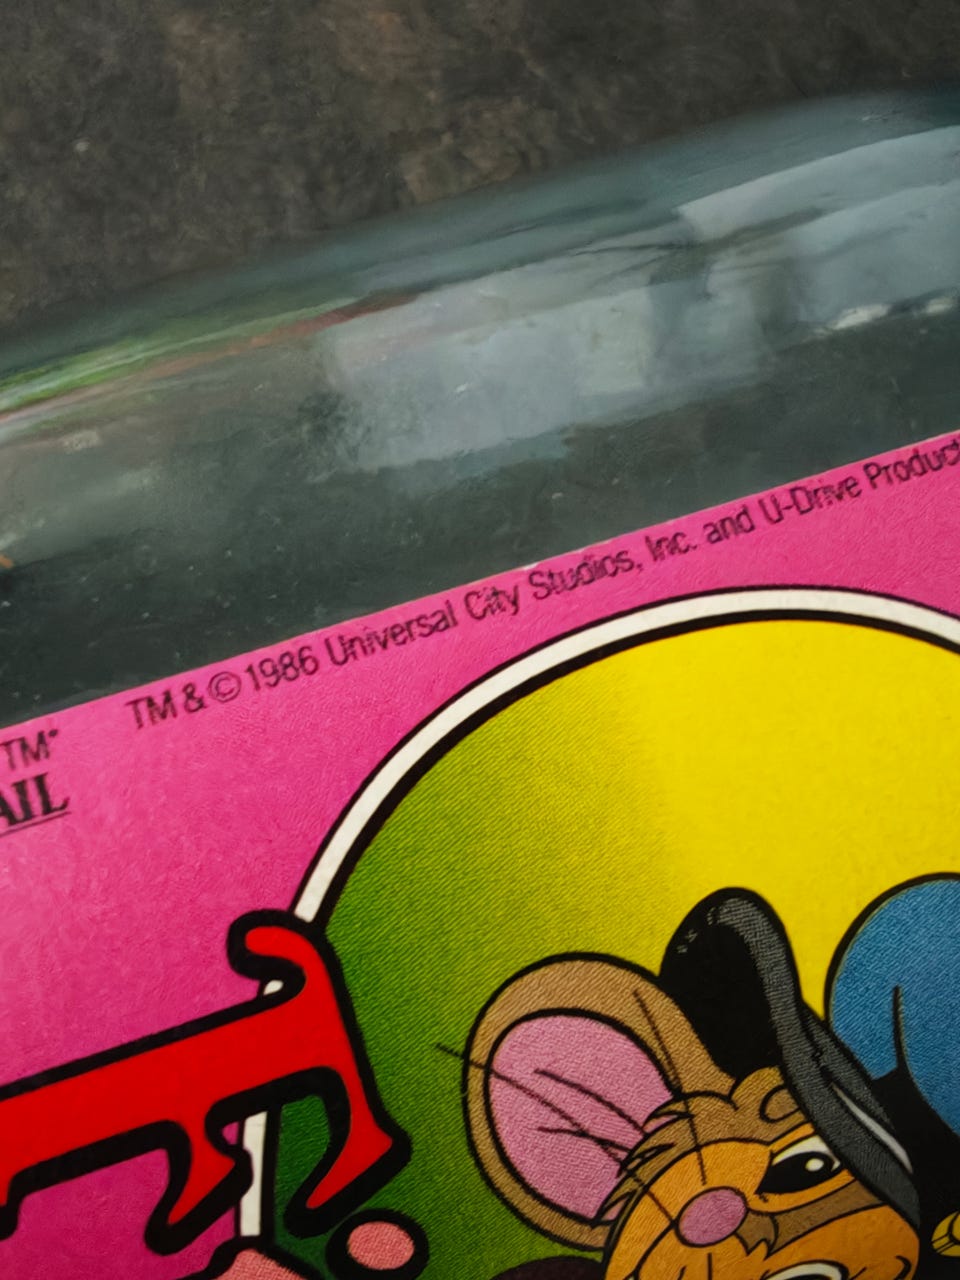 TM & © 1986 Universal City Studios, Inc. and U-Drive Product
TM*
AIL